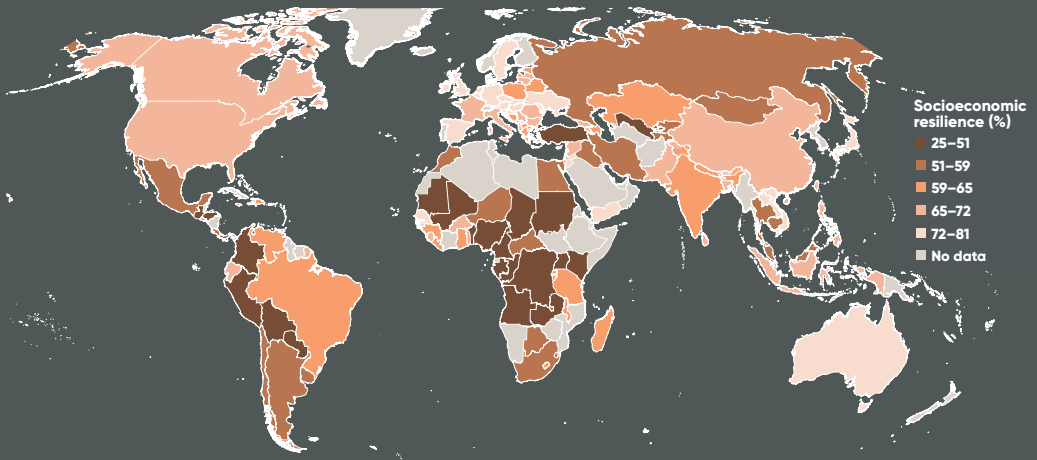 Socioeconomic
resilience (%)
25–51
51–59
59–65
65–72
72–81
No data